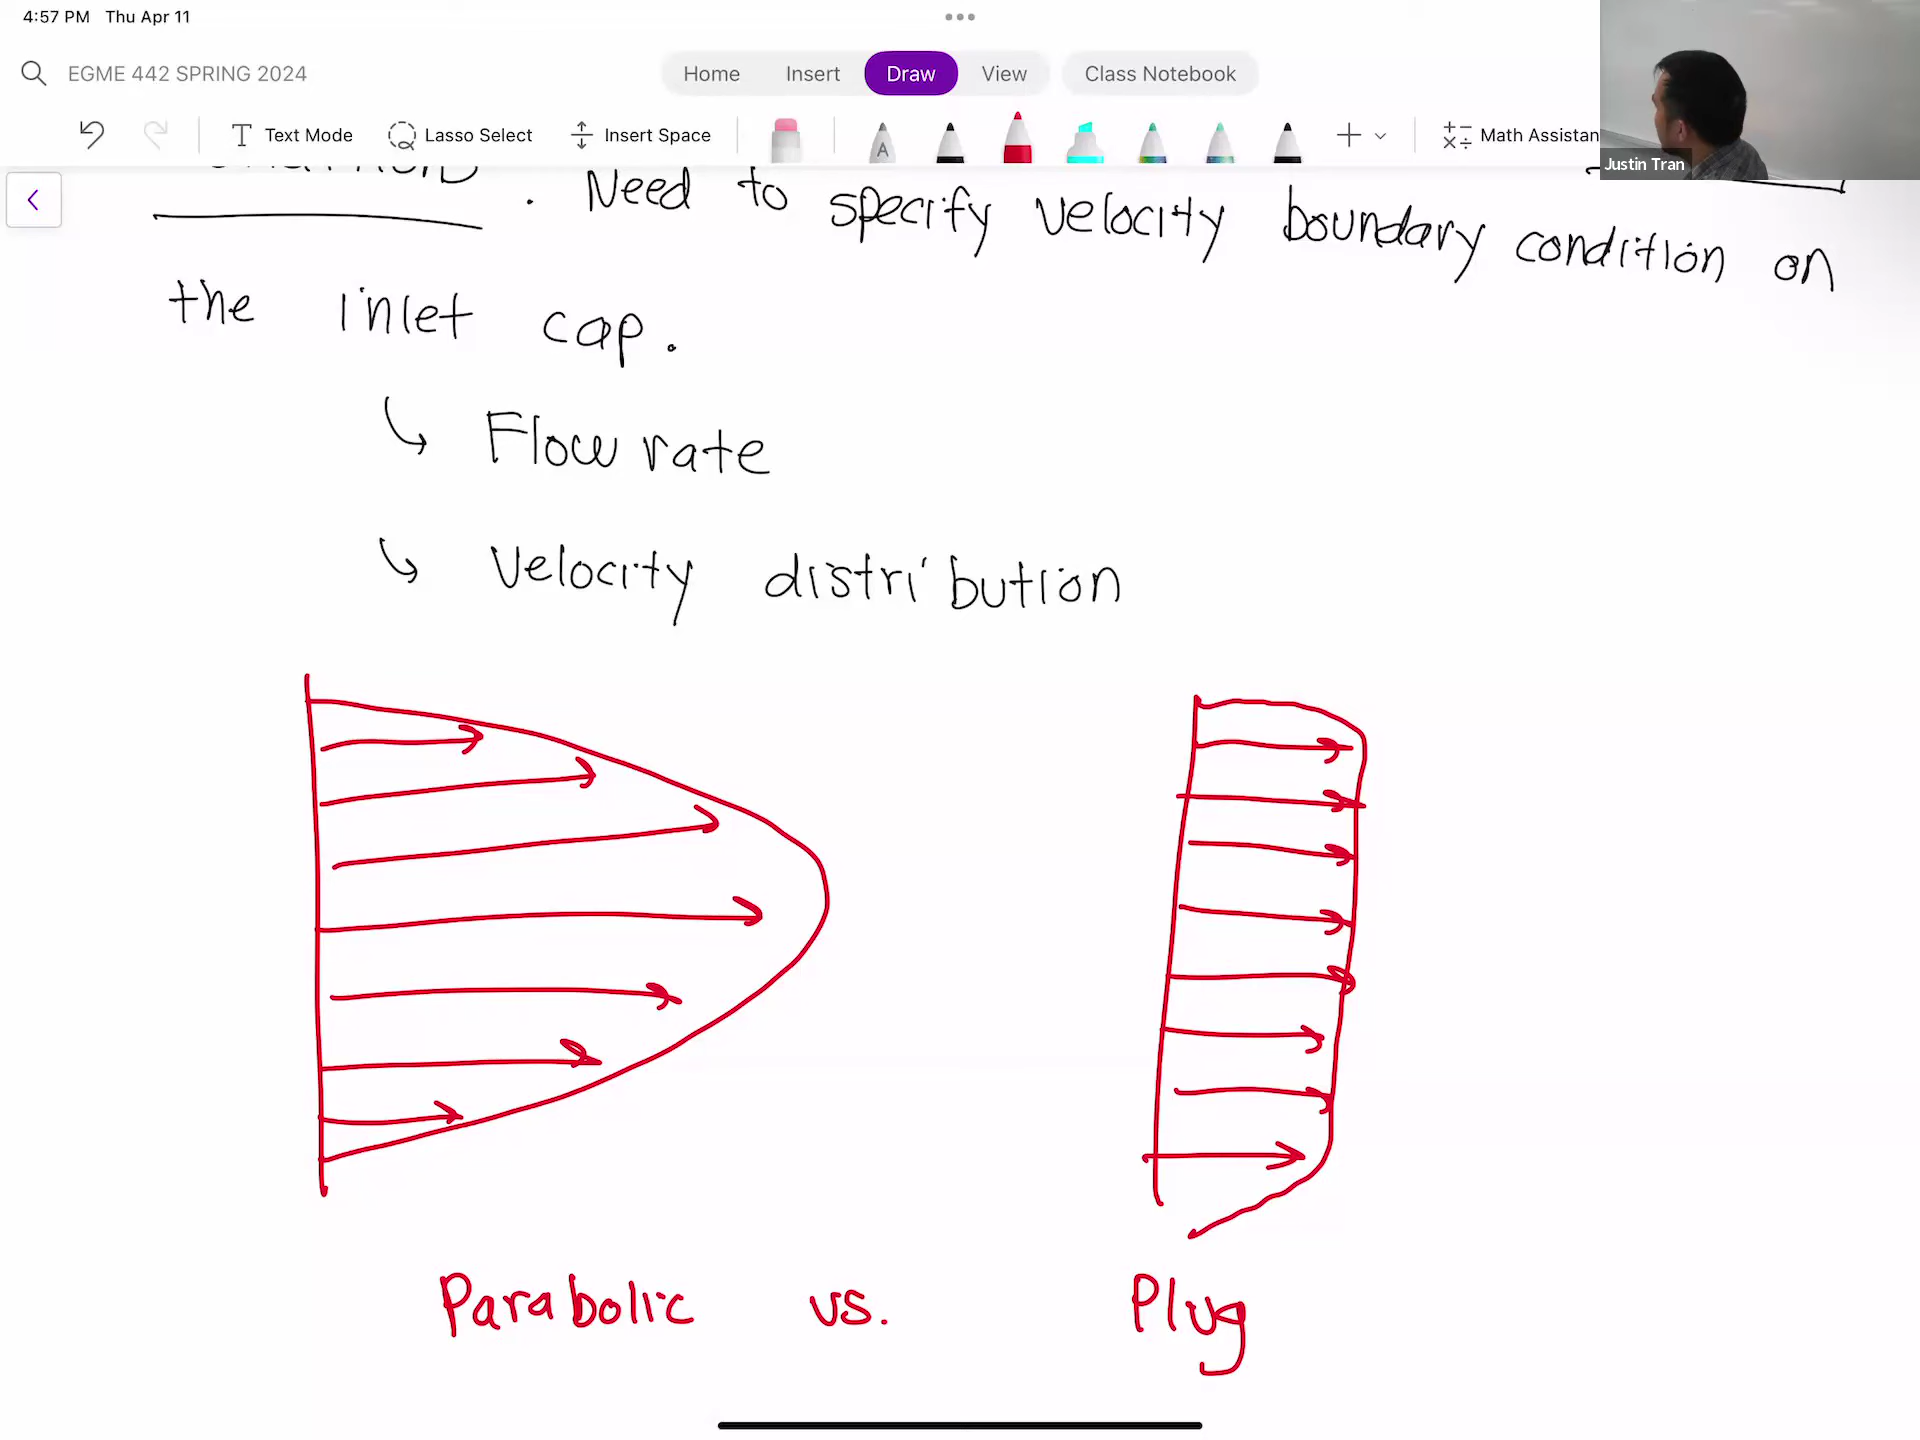 4:57 PM Thu Apr 11
EGME 442 SPRING 2024
Home Insert Draw View Class Notebook
Text Mode Lasso Select Insert Space A Math Assistan
Justin Tran
. Need to specify velocity boundary condition on
the inlet cap.
Flow rate
Velocity distribution
Parabolic vs. Plug